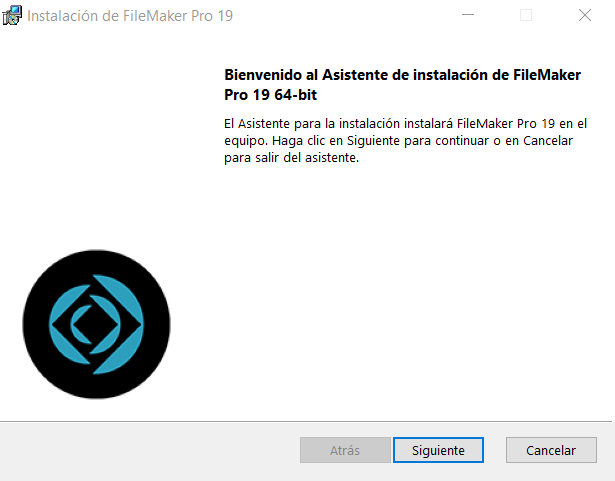 Instalación de FileMaker Pro 19
Bienvenido al Asistente de instalación de FileMaker
Pro 19 64-bit
El Asistente para la instalación instalará FileMaker Pro 19 en el
equipo. Haga clic en Siguiente para continuar o en Cancelar
para salir del asistente.
Atrás
Siguiente
Cancelar